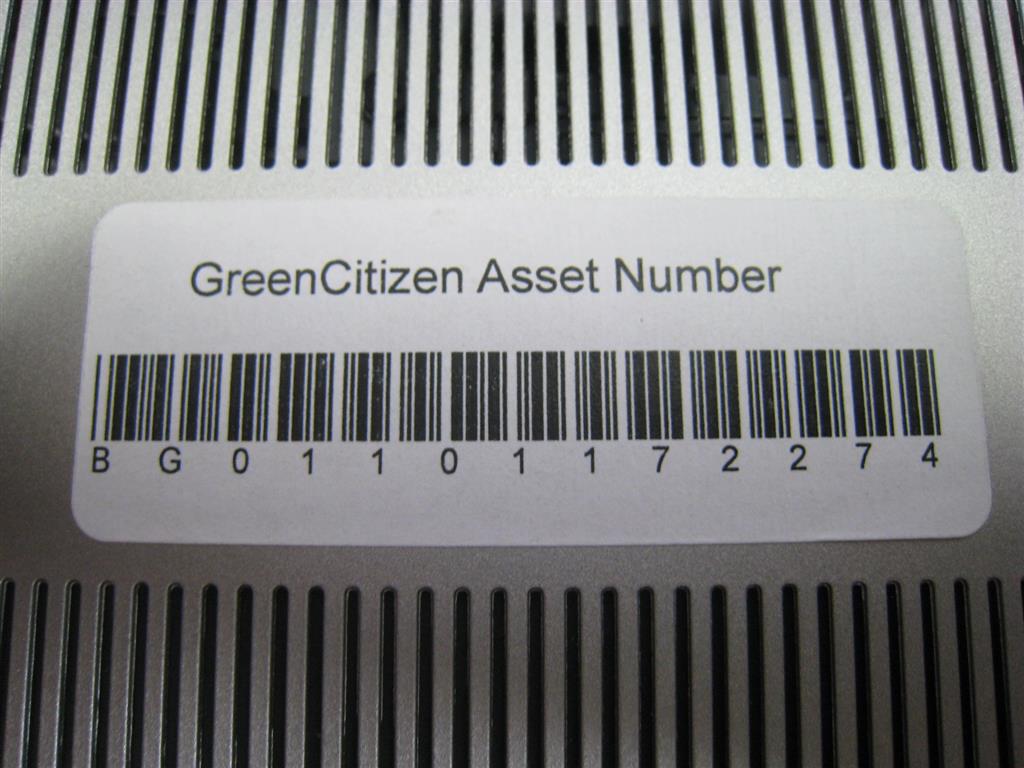 GreenCitizen Asset Number
B G 0 1 1 0 1 1 7 2 2 7 4